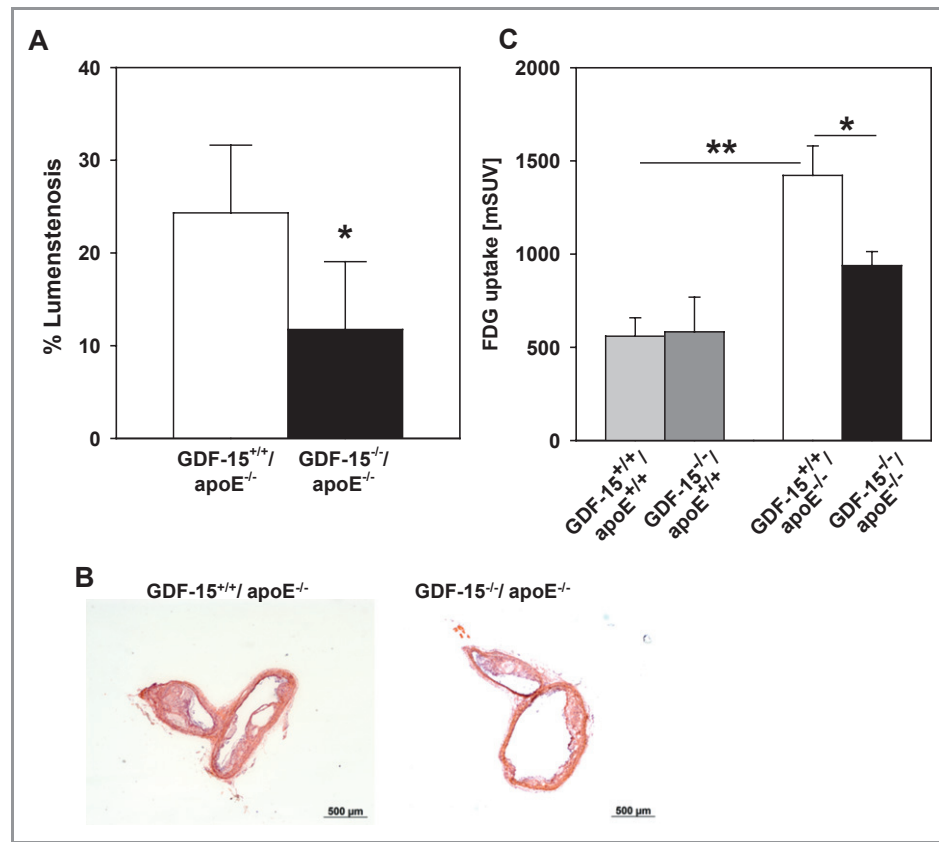 A
40
30
20
10
0
% Lumenstenosis
*
GDF-15+/+/
apoE-/-
GDF-15-/-/
apoE-/-
C
2000
1500
1000
500
0
FDG uptake [mSUV]
**
*
GDF-15+/+/
apoE+/+
GDF-15-/-/
apoE+/+
GDF-15+/+/
apoE-/-
GDF-15-/-/
apoE-/-
B
GDF-15+/+/ apoE-/-
GDF-15-/-/ apoE-/-
500 µm
500 µm